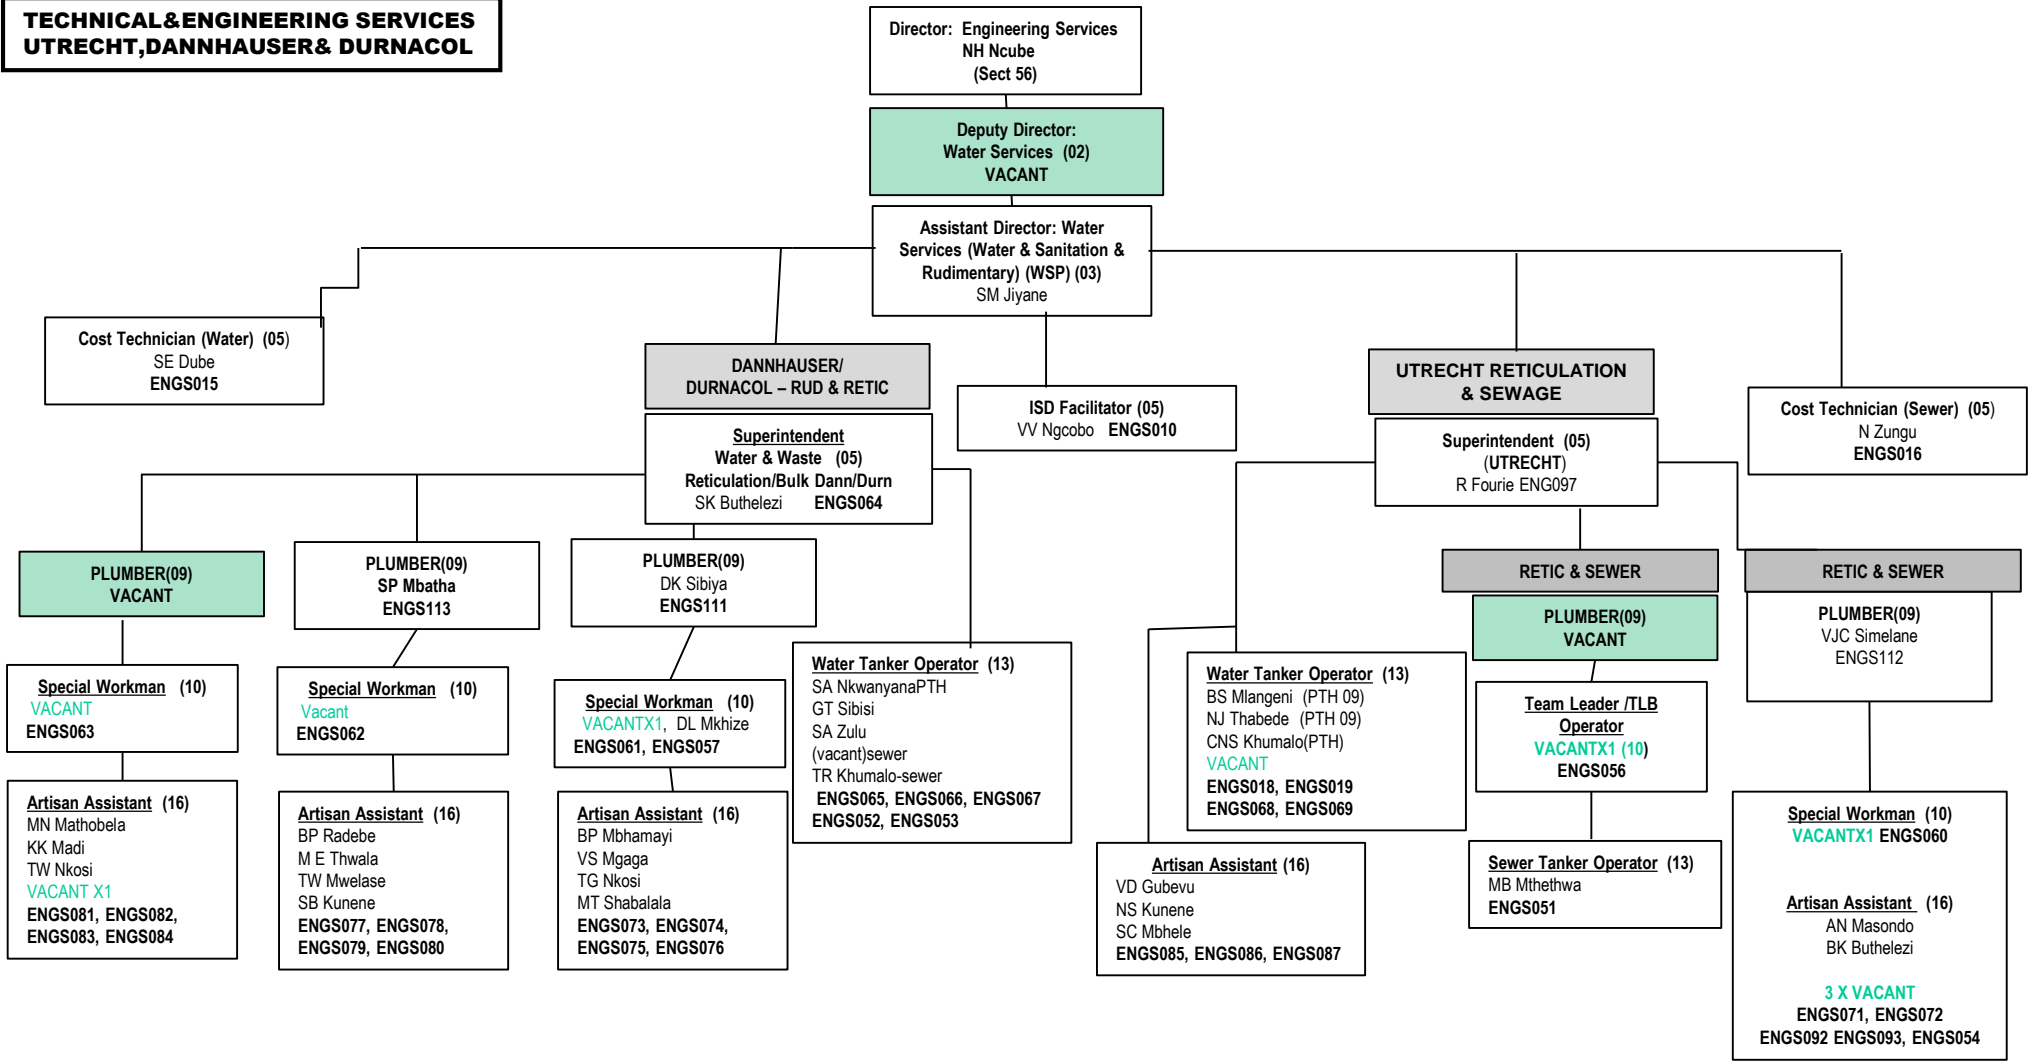 TECHNICAL&ENGINEERING SERVICES
UTRECHT,DANNHAUSER& DURNACOL
Director: Engineering Services
NH Ncube
(Sect 56)
Deputy Director:
Water Services (02)
VACANT
Assistant Director: Water
Services (Water & Sanitation &
Rudimentary) (WSP) (03)
SM Jiyane
Cost Technician (Water) (05)
SE Dube
ENGS015
DANNHAUSER/
DURNACOL – RUD & RETIC
Superintendent
Water & Waste (05)
Reticulation/Bulk Dann/Durn
SK Buthelezi ENGS064
ISD Facilitator (05)
VV Ngcobo ENGS010
UTRECHT RETICULATION
& SEWAGE
Superintendent (05)
(UTRECHT)
R Fourie ENG097
Cost Technician (Sewer) (05)
N Zungu
ENGS016
PLUMBER(09)
VACANT
PLUMBER(09)
SP Mbatha
ENGS113
PLUMBER(09)
DK Sibiya
ENGS111
RETIC & SEWER
PLUMBER(09)
VACANT
RETIC & SEWER
PLUMBER(09)
VJC Simelane
ENGS112
Special Workman (10)
VACANT
ENGS063
Special Workman (10)
Vacant
ENGS062
Special Workman (10)
VACANTX1, DL Mkhize
ENGS061, ENGS057
Water Tanker Operator (13)
SA NkwanyanaPTH
GT Sibisi
SA Zulu
(vacant)sewer
TR Khumalo-sewer
ENGS065, ENGS066, ENGS067
ENGS052, ENGS053
Water Tanker Operator (13)
BS Mlangeni (PTH 09)
NJ Thabede (PTH 09)
CNS Khumalo(PTH)
VACANT
ENGS018, ENGS019
ENGS068, ENGS069
Team Leader /TLB
Operator
VACANTX1 (10)
ENGS056
Artisan Assistant (16)
MN Mathobela
KK Madi
TW Nkosi
VACANT X1
ENGS081, ENGS082,
ENGS083, ENGS084
Artisan Assistant (16)
BP Radebe
M E Thwala
TW Mwelase
SB Kunene
ENGS077, ENGS078,
ENGS079, ENGS080
Artisan Assistant (16)
BP Mbhamayi
VS Mgaga
TG Nkosi
MT Shabalala
ENGS073, ENGS074,
ENGS075, ENGS076
Artisan Assistant (16)
VD Gubevu
NS Kunene
SC Mbhele
ENGS085, ENGS086, ENGS087
Sewer Tanker Operator (13)
MB Mthethwa
ENGS051
Special Workman (10)
VACANTX1 ENGS060
Artisan Assistant (16)
AN Masondo
BK Buthelezi
3 X VACANT
ENGS071, ENGS072
ENGS092 ENGS093, ENGS054